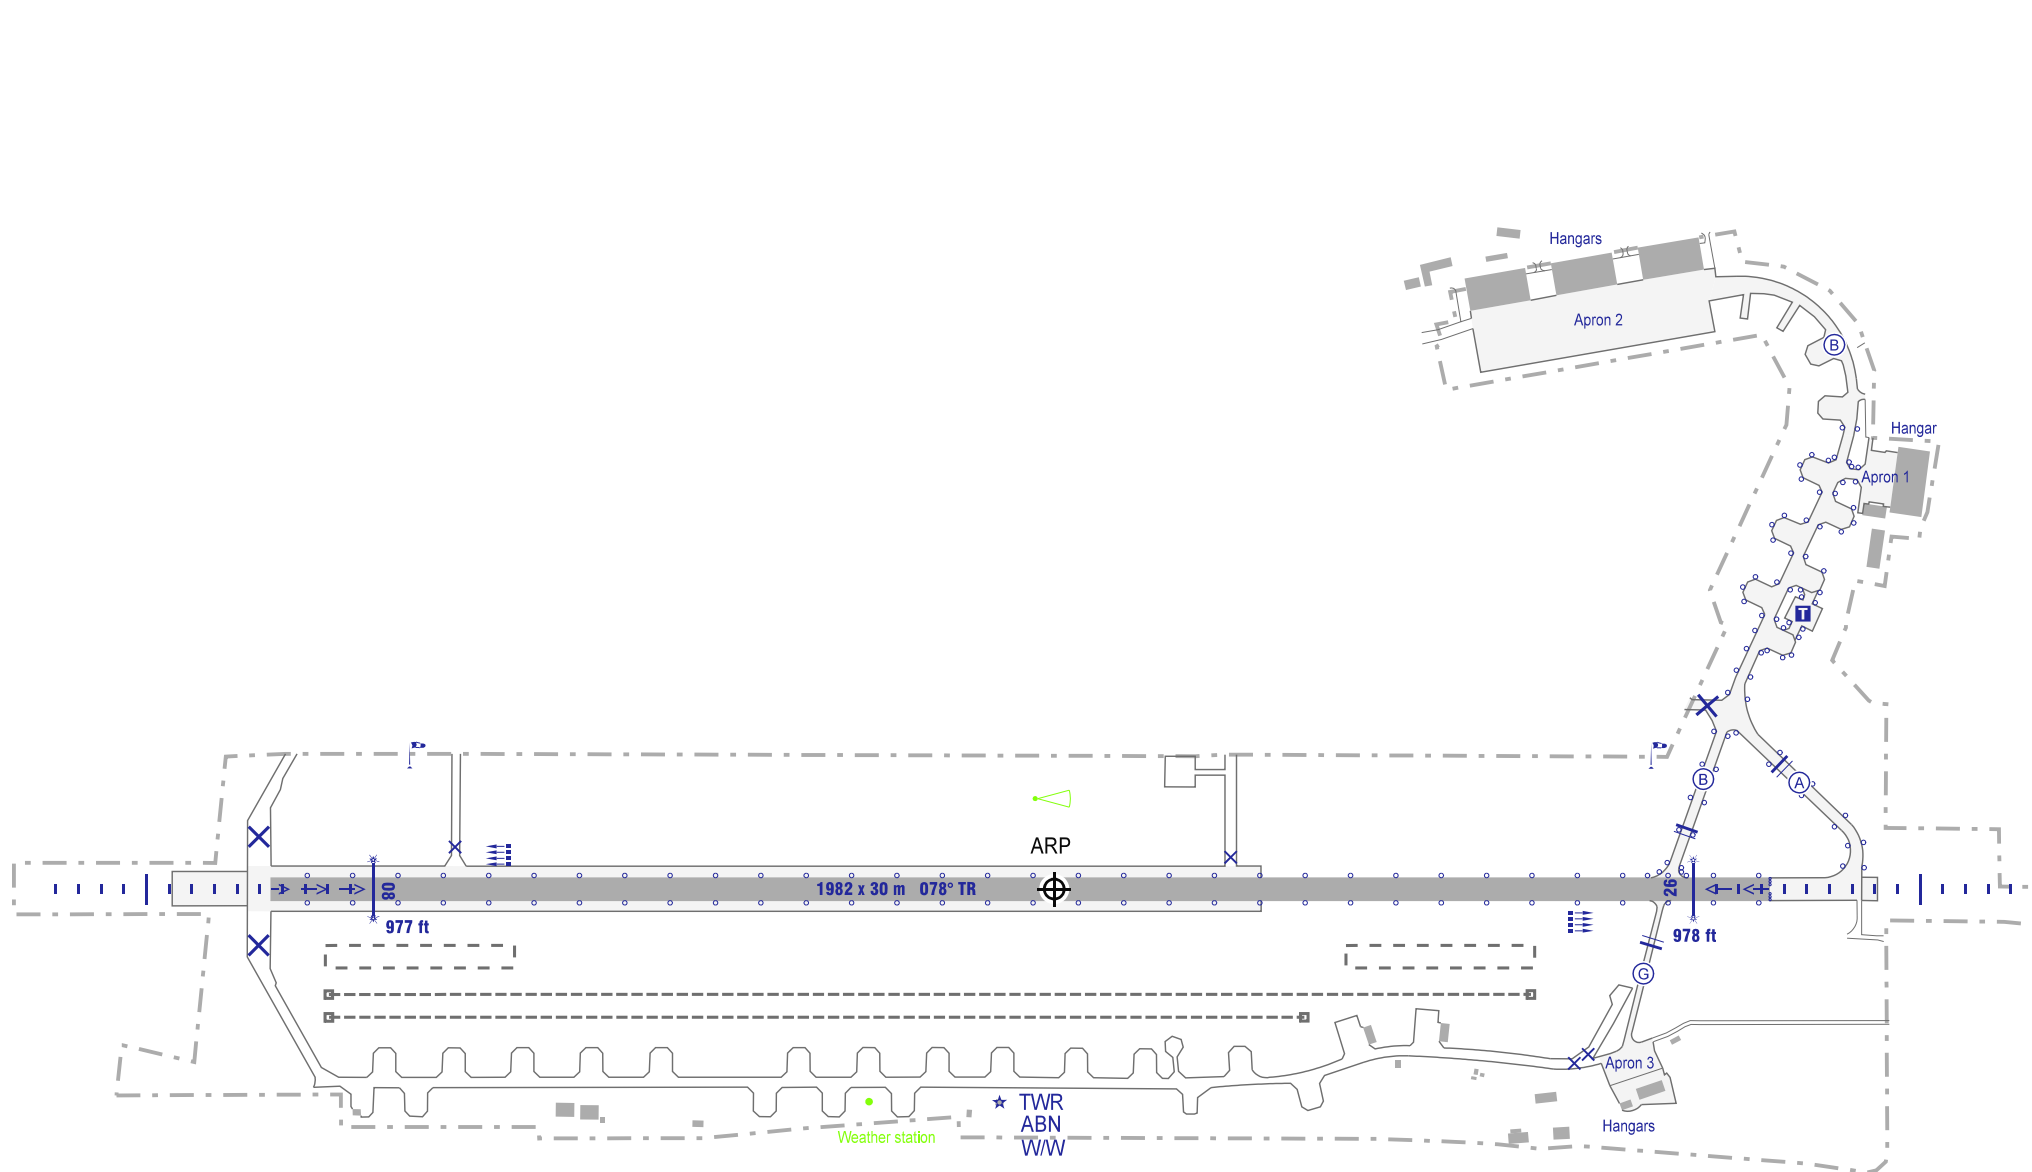 Hangars
Apron 2
B
Hangar
Apron 1
T
B
A
ARP
08
1982 x 30 m 078° TR
26
977 ft
978 ft
G
Apron 3
TWR
ABN
W/W
Weather station
Hangars